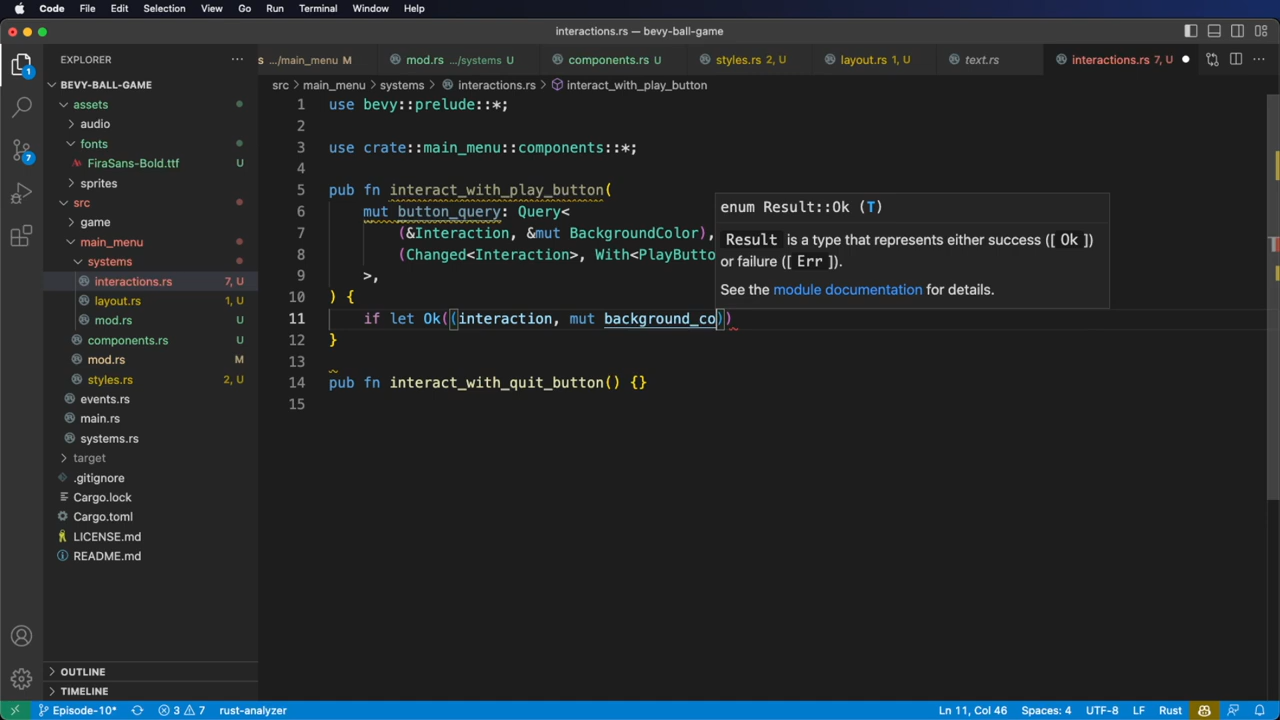 Code File Edit Selection View Go Run Terminal Window Help
interactions.rs — bevy-ball-game
EXPLORER
s .../main_menu M
mod.rs .../systems U
components.rs U
styles.rs 2, U
layout.rs 1, U
text.rs
interactions.rs 7, U
src > main_menu > systems > interactions.rs > interact_with_play_button
1
7
BEVY-BALL-GAME
assets
audio
fonts
FiraSans-Bold.ttf U
sprites
src
game
main_menu
systems
interactions.rs 7, U
layout.rs 1, U
mod.rs U
components.rs U
mod.rs M
styles.rs 2, U
events.rs
main.rs
systems.rs
target
.gitignore
Cargo.lock
Cargo.toml
LICENSE.md
README.md
OUTLINE
TIMELINE
1 use bevy::prelude::*;
2
3 use crate::main_menu::components::*;
4
5 pub fn interact_with_play_button(
6 mut button_query: Query<
7 (&Interaction, &mut BackgroundColor),
8 (Changed<Interaction>, With<PlayButto
9 >,
10 ) {
11 if let Ok((interaction, mut background_co))
12 }
13
14 pub fn interact_with_quit_button() {}
15
enum Result::Ok (T)
Result is a type that represents either success ([ Ok ])
or failure ([ Err ]).
See the module documentation for details.
Episode-10* 3 7 rust-analyzer Ln 11, Col 46 Spaces: 4 UTF-8 LF Rust